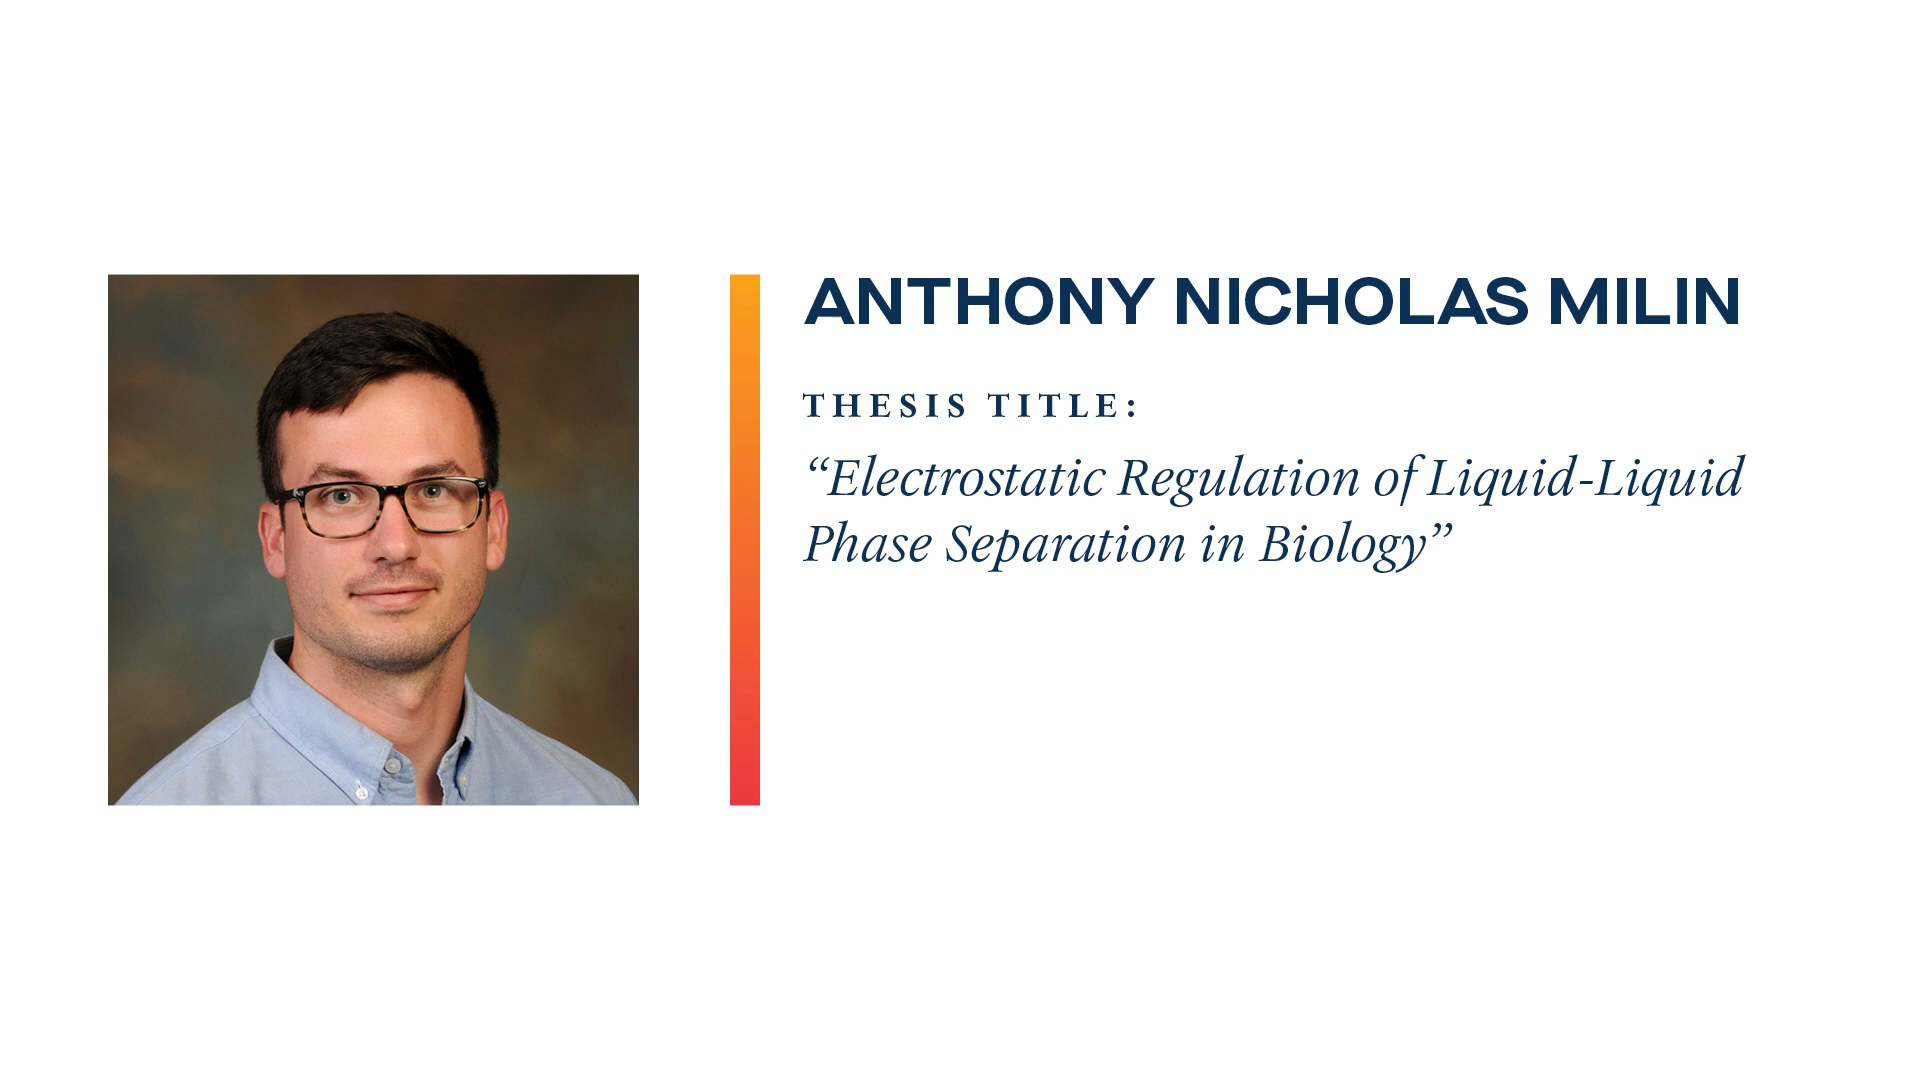 ANTHONY NICHOLAS MILIN
THESIS TITLE:
“Electrostatic Regulation of Liquid-Liquid
Phase Separation in Biology”